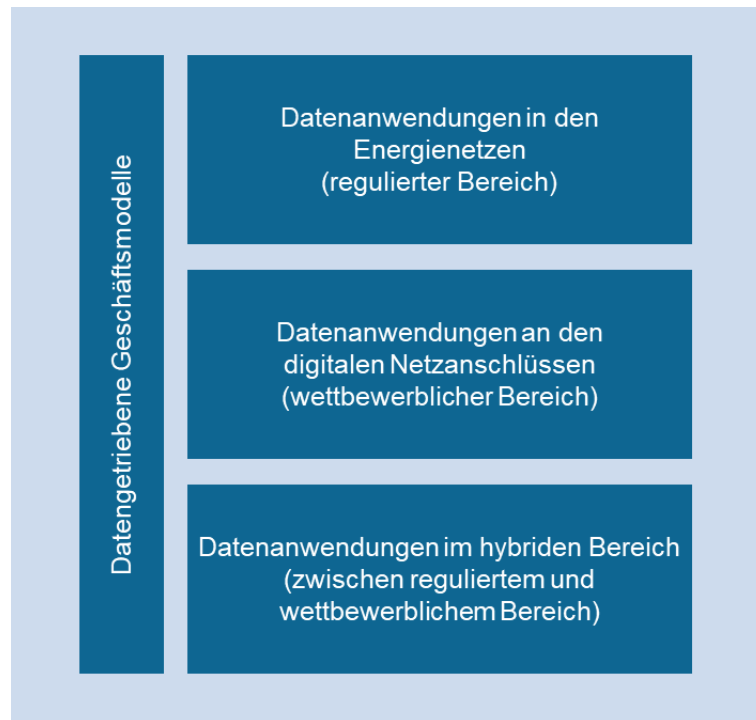 Datengetriebene Geschäftsmodelle
Datenanwendungen in den
Energienetzen
(regulierter Bereich)
Datenanwendungen an den
digitalen Netzanschlüssen
(wettbewerblicher Bereich)
Datenanwendungen im hybriden Bereich
(zwischen reguliertem und
wettbewerblichem Bereich)